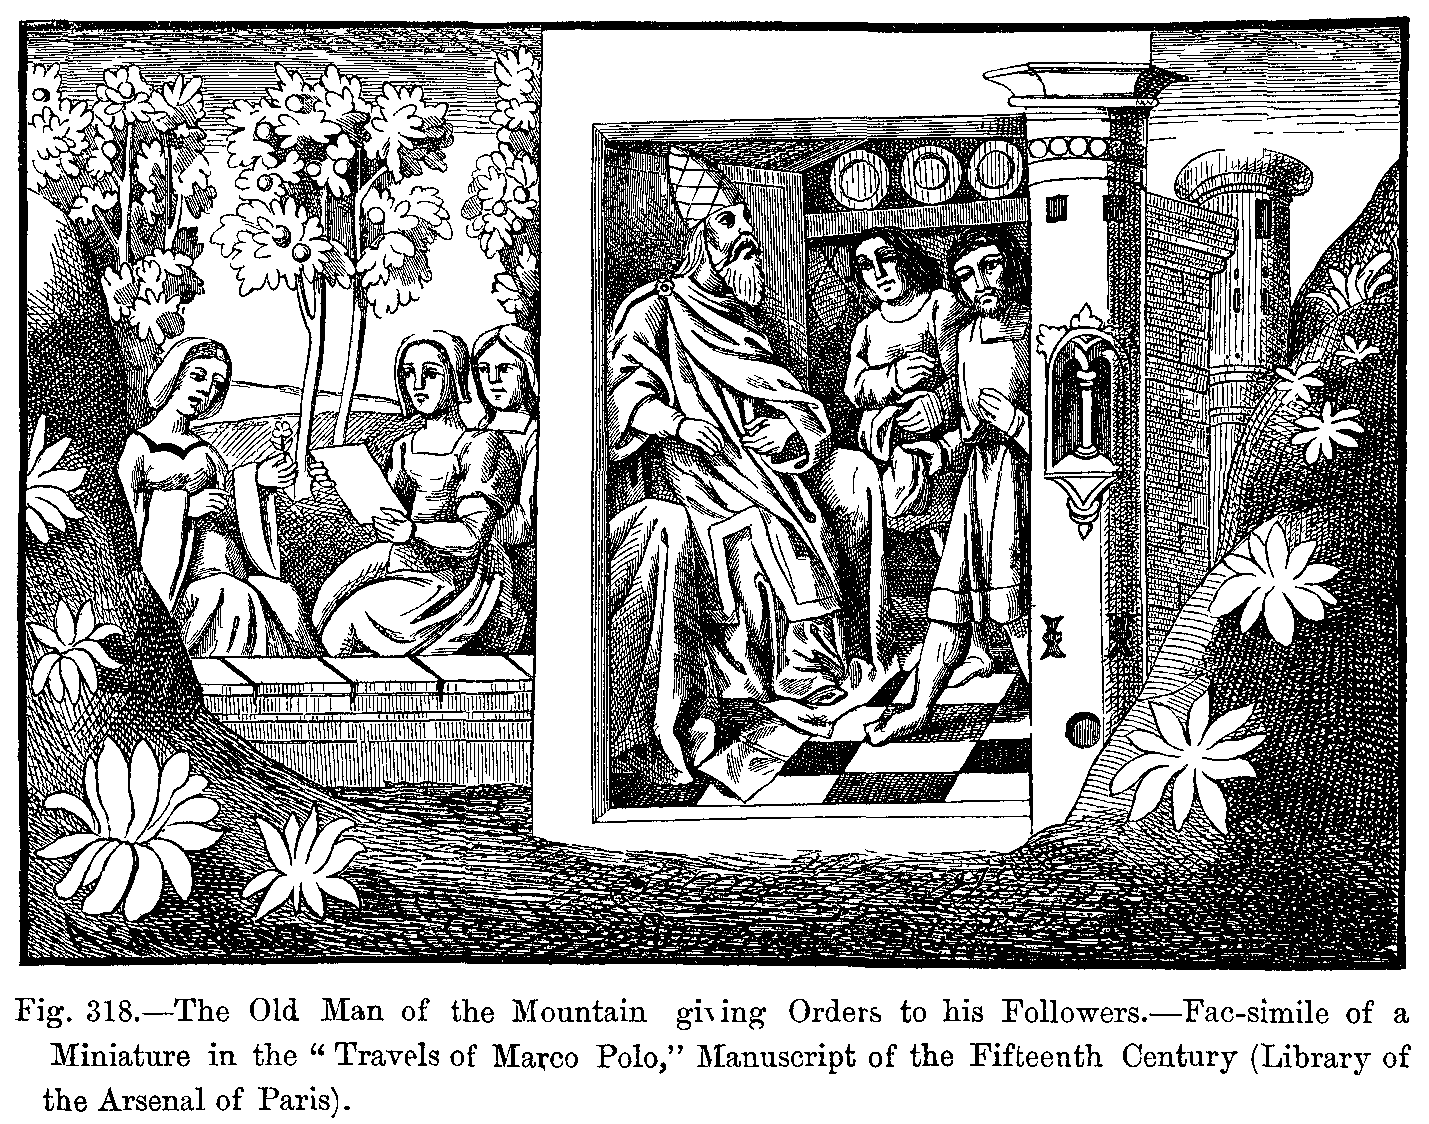 Fig. 318.—The Old Man of the Mountain giving Orders to his Followers.—Fac-simile of a
Miniature in the “Travels of Marco Polo,” Manuscript of the Fifteenth Century (Library of
the Arsenal of Paris).